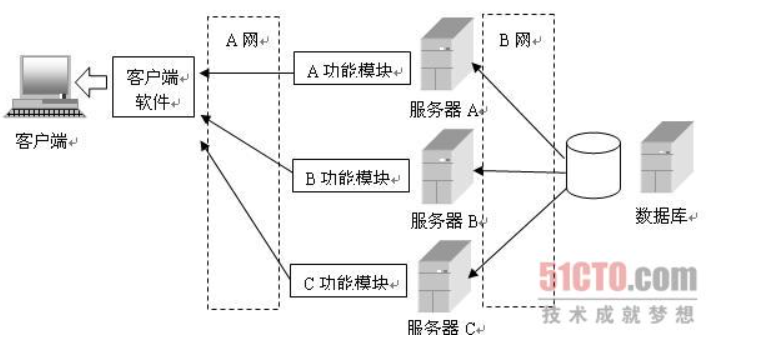 A 网
B 网
客户端
软件
A 功能模块
服务器 A
客户端
B 功能模块
服务器 B
数据库
C 功能模块
服务器 C
51CTO.com
技术成就梦想